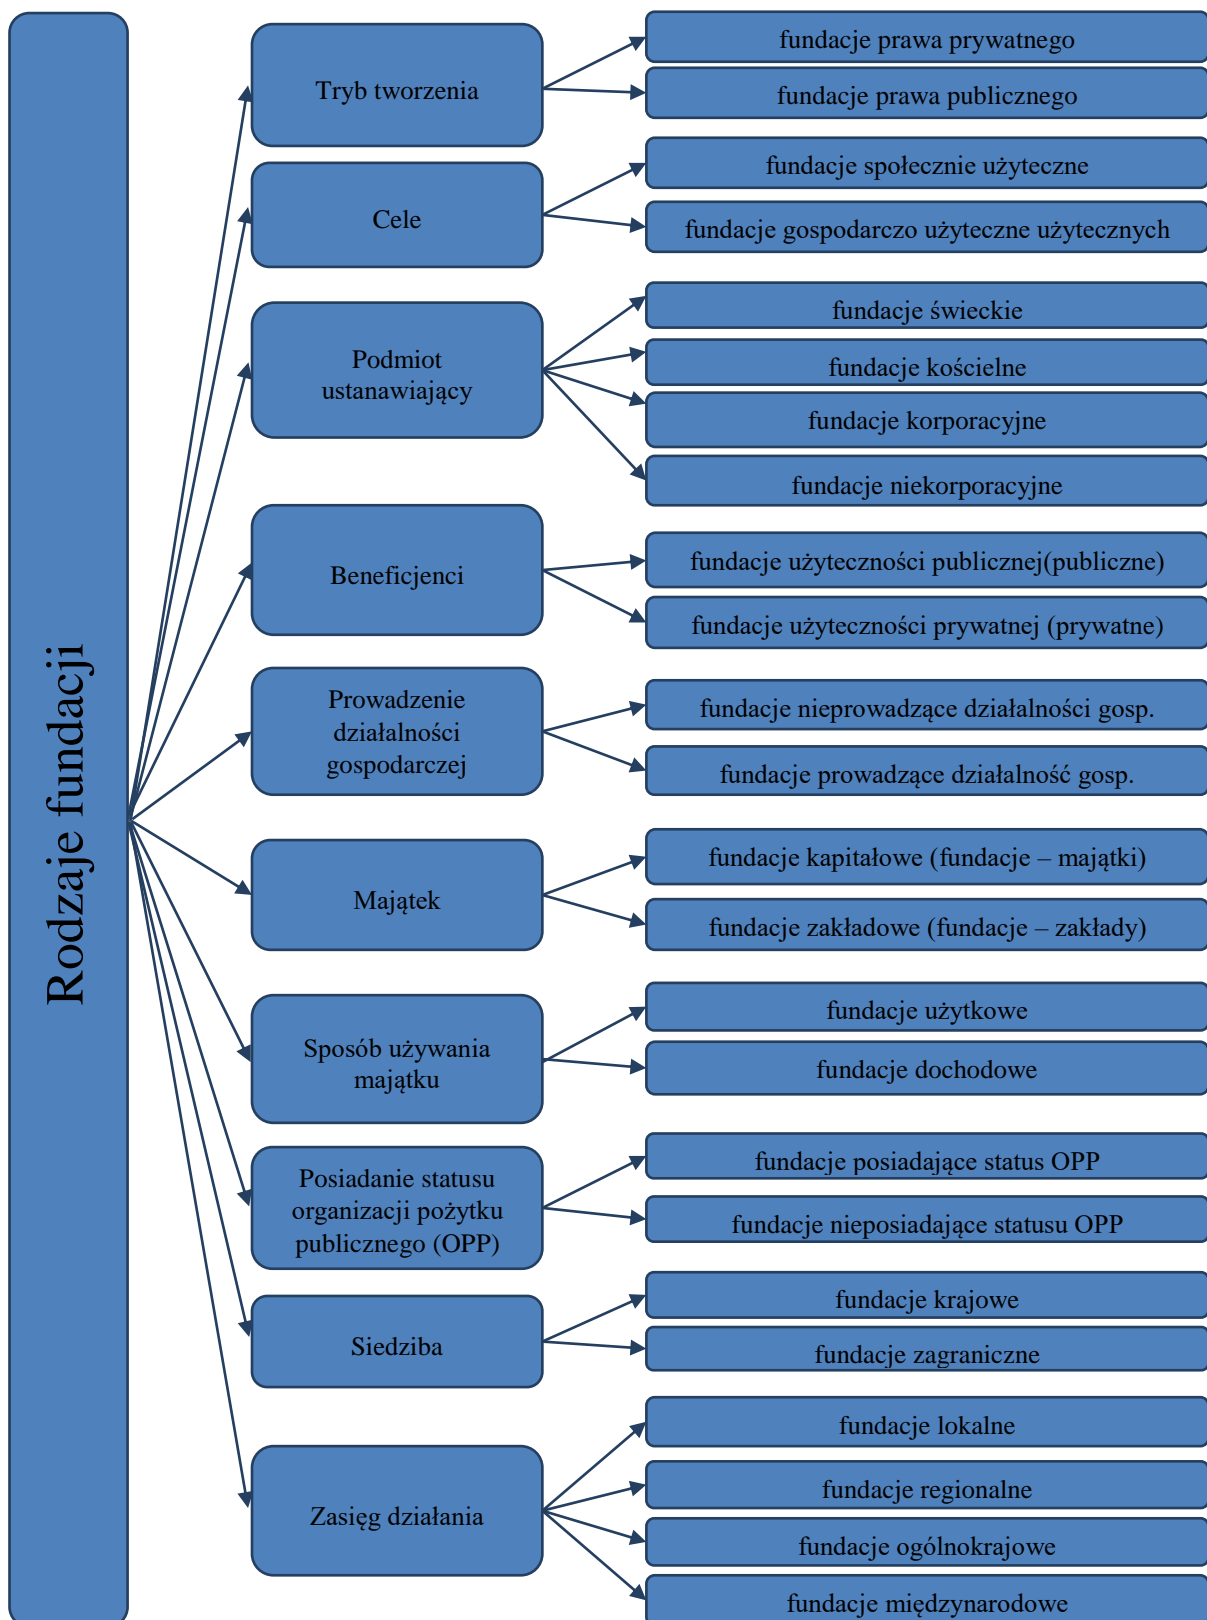 Rodzaje fundacji
Tryb tworzenia
fundacje prawa prywatnego
fundacje prawa publicznego
Cele
fundacje społecznie użyteczne
fundacje gospodarczo użyteczne użytecznych
Podmiot
ustanawiający
fundacje świeckie
fundacje kościelne
fundacje korporacyjne
fundacje niekorporacyjne
Beneficjenci
fundacje użyteczności publicznej(publiczne)
fundacje użyteczności prywatnej (prywatne)
Prowadzenie
działalności
gospodarczej
fundacje nieprowadzące działalności gosp.
fundacje prowadzące działalność gosp.
Majątek
fundacje kapitałowe (fundacje – majątki)
fundacje zakładowe (fundacje – zakłady)
Sposób używania
majątku
fundacje użytkowe
fundacje dochodowe
Posiadanie statusu
organizacji pożytku
publicznego (OPP)
fundacje posiadające status OPP
fundacje nieposiadające statusu OPP
Siedziba
fundacje krajowe
fundacje zagraniczne
Zasięg działania
fundacje lokalne
fundacje regionalne
fundacje ogólnokrajowe
fundacje międzynarodowe